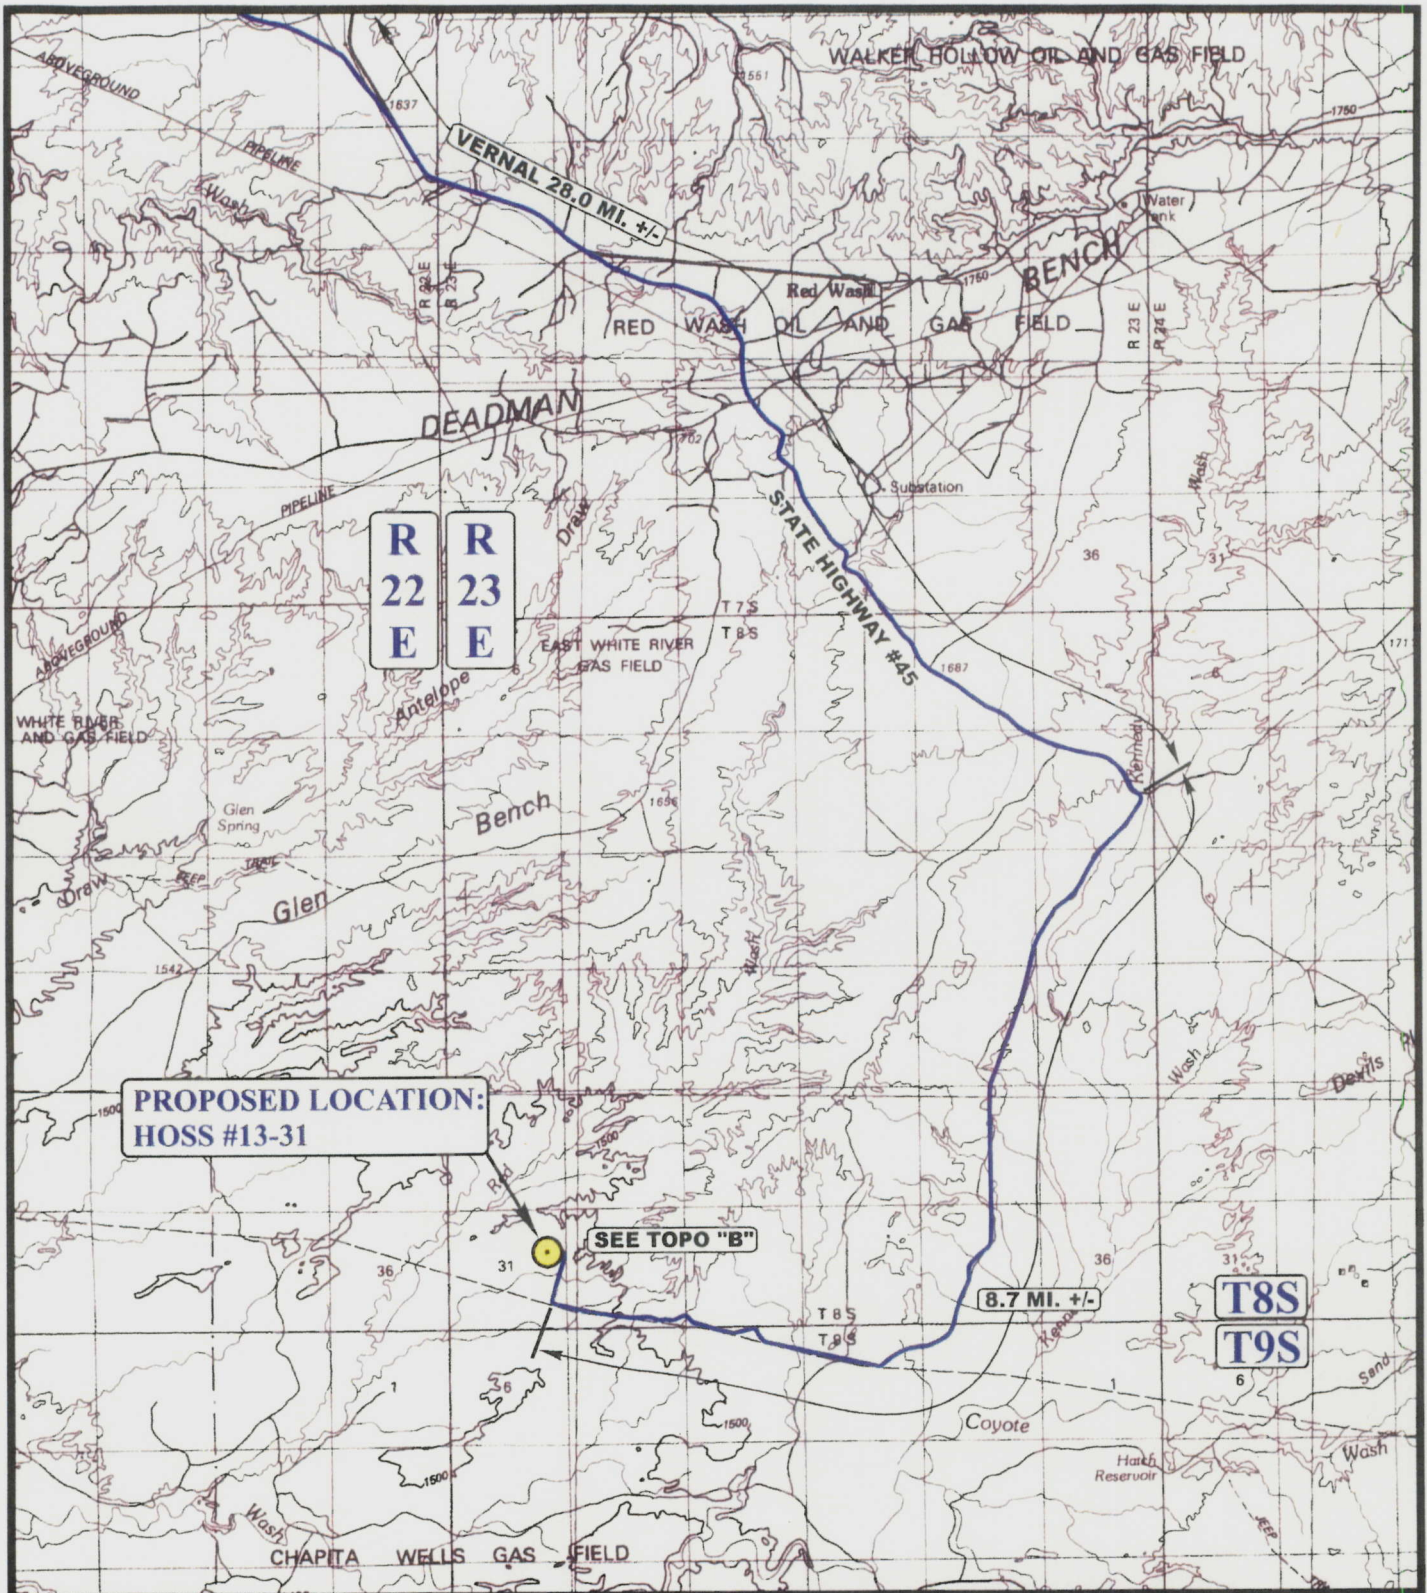 WALKER HOLLOW OIL AND GAS FIELD
ABOVEGROUND
PIPELINE
1551
1637
1750
VERNAL 28.0 MI. +/-
Wash
Water
Tank
BENCH
R 22 E
R 23 E
Red Wash
1750
RED WASH OIL AND GAS FIELD
R 23 E
R 24 E
DEADMAN
1702
Wash
PIPELINE
Draw
Substation
STATE HIGHWAY #45
R
22
E
R
23
E
36
31
T 7 S
T 8 S
ABOVEGROUND
EAST WHITE RIVER
GAS FIELD
6
1687
6
1717
Antelope
WHITE RIVER
AND GAS FIELD
Kennedy
Glen
Spring
Bench
1656
JEEP TRAIL
Draw
Glen
Wash
1542
Wash
Devils
PROPOSED LOCATION:
HOSS #13-31
1500
1500
Red
SEE TOPO "B"
36
31
36
31
8.7 MI. +/-
T8S
T9S
T 8 S
T 9 S
1
6
1
6
Sand
1500
Coyote
Wash
Hatch
Reservoir
1500
Wash
JEEP
CHAPITA WELLS GAS FIELD